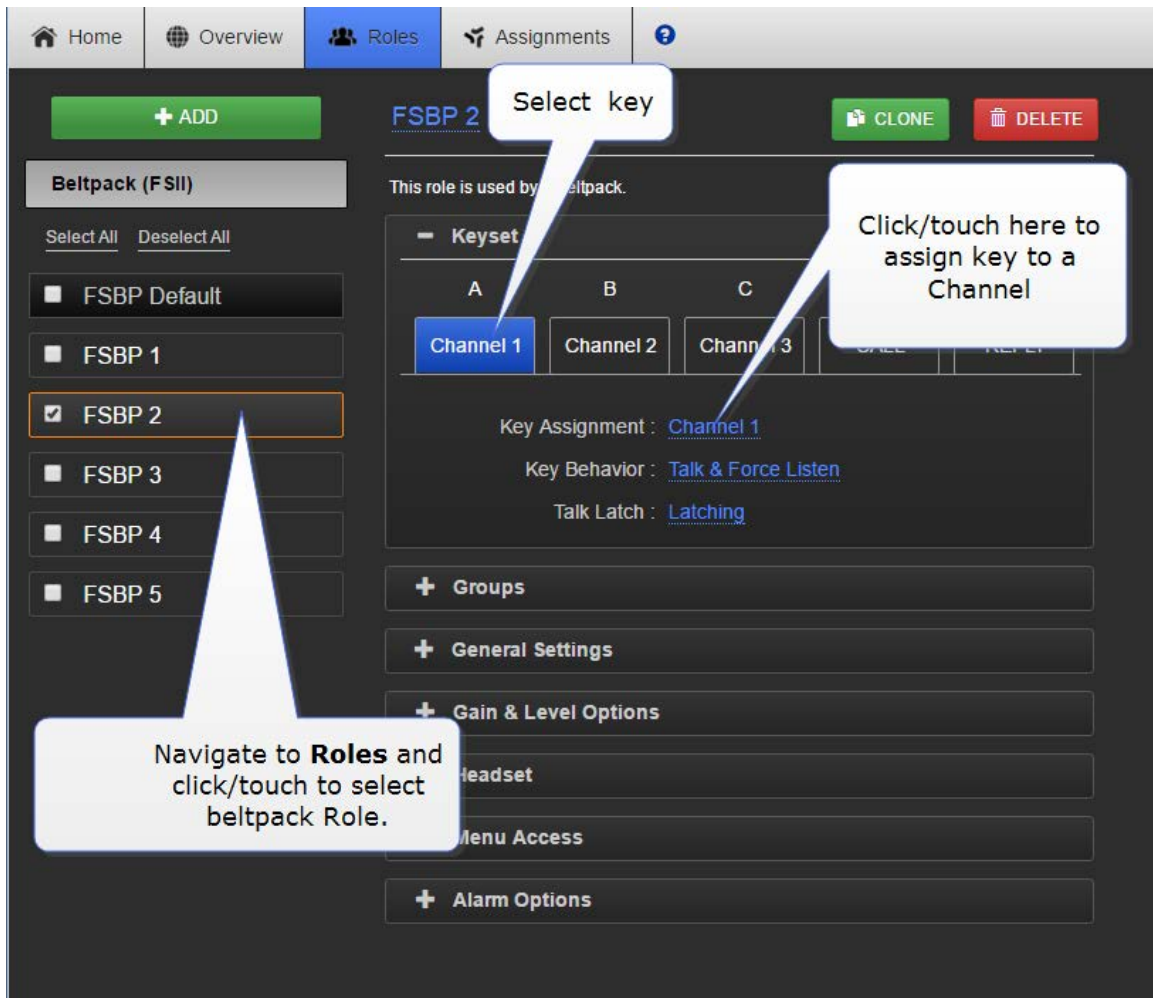 Home Overview Roles Assignments ?
Select key
+ ADD FSBP 2 CLONE DELETE
Beltpack (FSII)
This role is used by eltpack.
Click/touch here to
assign key to a
Channel
Select All Deselect All
− Keyset
FSBP Default
A B C
FSBP 1
Channel 1 Channel 2 Channel 3
FSBP 2
Key Assignment : Channel 1
FSBP 3
Key Behavior : Talk & Force Listen
FSBP 4
Talk Latch : Latching
FSBP 5
+ Groups
+ General Settings
+ Gain & Level Options
Navigate to Roles and
click/touch to select
beltpack Role.
Headset
Menu Access
+ Alarm Options